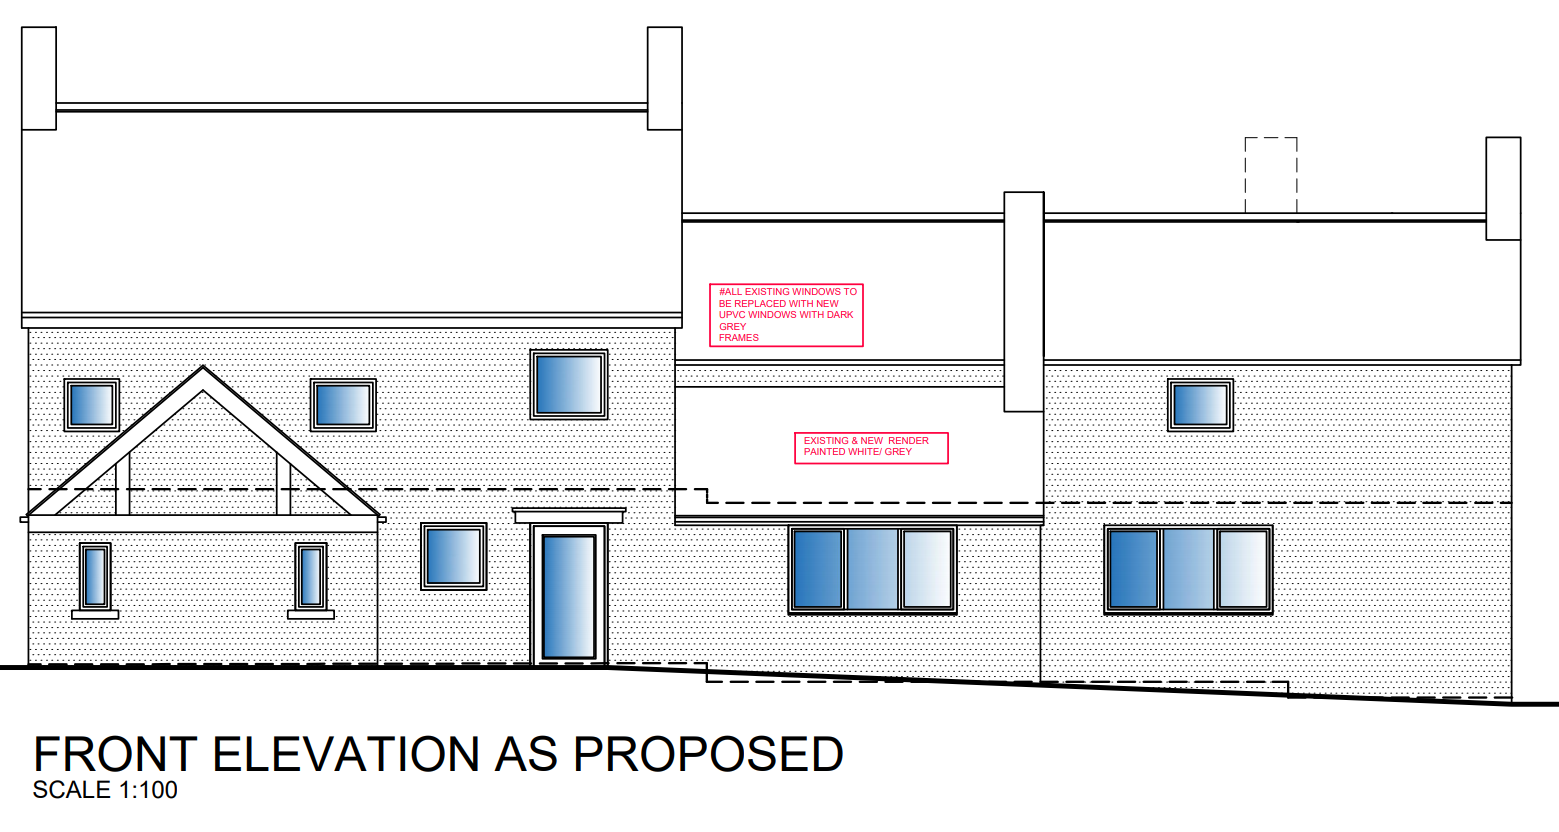 #ALL EXISTING WINDOWS TO
BE REPLACED WITH NEW
UPVC WINDOWS WITH DARK
GREY
FRAMES
EXISTING & NEW RENDER
PAINTED WHITE/ GREY
FRONT ELEVATION AS PROPOSED
SCALE 1:100